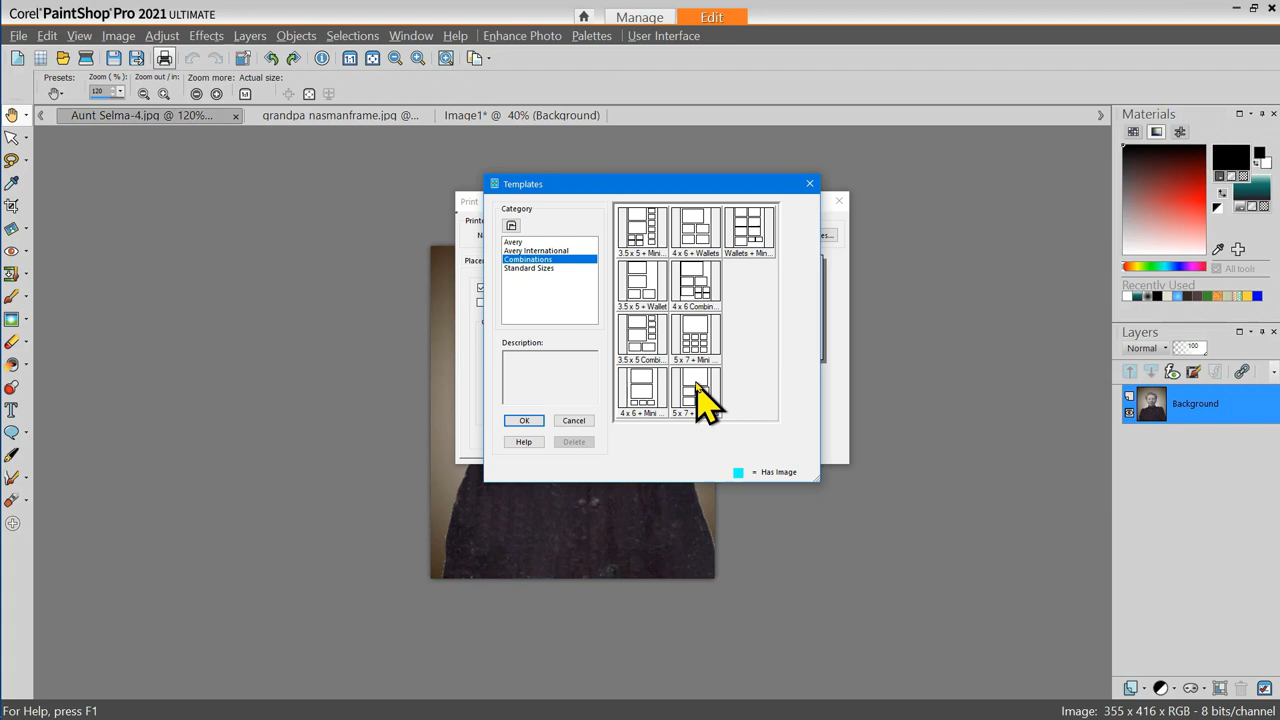 Corel® PaintShop® Pro 2021 ULTIMATE
Manage
Edit
File Edit View Image Adjust Effects Layers Objects Selections Window Help Enhance Photo Palettes User Interface
Presets: Zoom ( % ): Zoom out / in: Zoom more: Actual size:
120
Aunt Selma-4.jpg @ 120%...
grandpa nasmanframe.jpg @...
Image1* @ 40% (Background)
Print
Templates
Category
Avery
Avery International
Combinations
Standard Sizes
Description:
OK
Cancel
Help
Delete
3.5 x 5 + Mini...
4 x 6 + Wallets
Wallets + Min...
3.5 x 5 + Wallet
4 x 6 Combin...
3.5 x 5 Combi...
5 x 7 + Mini ...
4 x 6 + Mini ...
5 x 7 +
= Has Image
Materials
All tools
Recently Used
Layers
Normal
100
Background
For Help, press F1
Image: 355 x 416 x RGB - 8 bits/channel